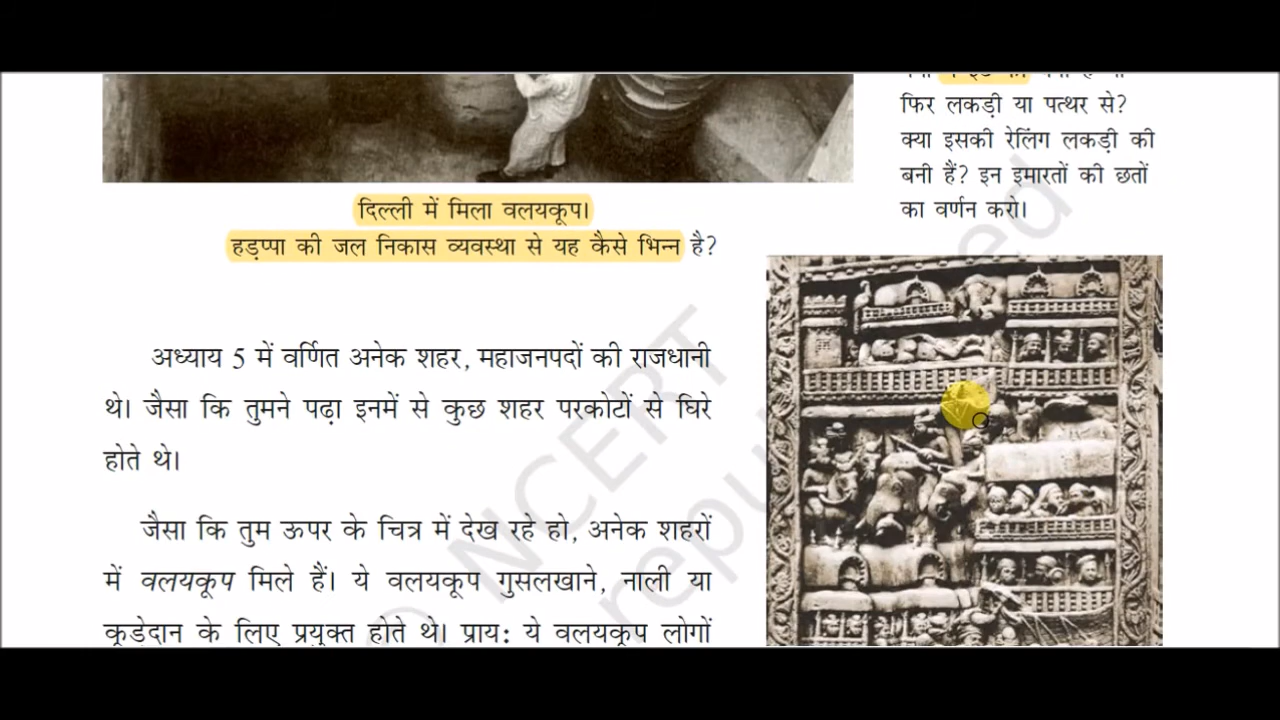 फिर लकड़ी या पत्थर से?
क्या इसकी रेलिंग लकड़ी की
बनी हैं? इन इमारतों की छतों
का वर्णन करो।
दिल्ली में मिला वलयकूप।
हड़प्पा की जल निकास व्यवस्था से यह कैसे भिन्न है?
अध्याय 5 में वर्णित अनेक शहर, महाजनपदों की राजधानी
थे। जैसा कि तुमने पढ़ा इनमें से कुछ शहर परकोटों से घिरे
होते थे।
जैसा कि तुम ऊपर के चित्र में देख रहे हो, अनेक शहरों
में वलयकूप मिले हैं। ये वलयकूप गुसलखाने, नाली या
कूड़ेदान के लिए प्रयुक्त होते थे। प्राय: ये वलयकूप लोगों
© NCERT
republished